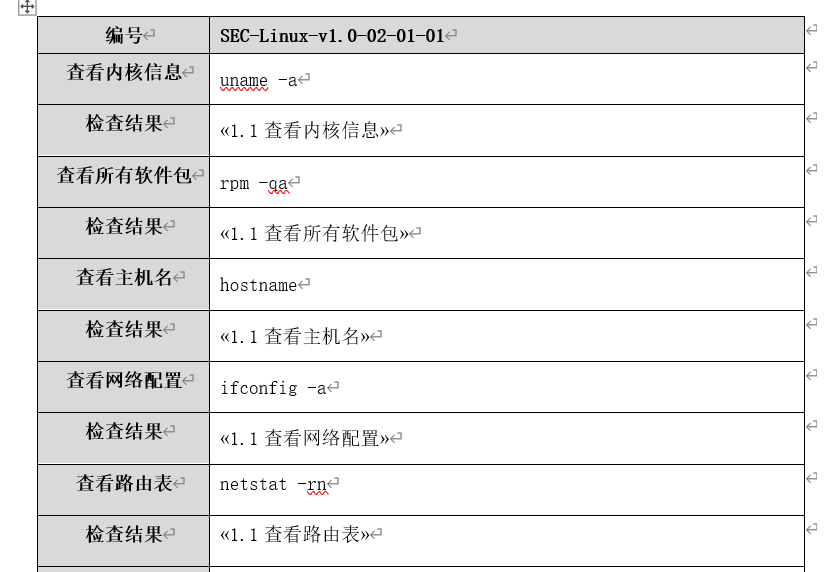 编号 SEC-Linux-v1.0-02-01-01
查看内核信息 uname -a
检查结果 «1.1 查看内核信息»
查看所有软件包 rpm -qa
检查结果 «1.1 查看所有软件包»
查看主机名 hostname
检查结果 «1.1 查看主机名»
查看网络配置 ifconfig -a
检查结果 «1.1 查看网络配置»
查看路由表 netstat -rn
检查结果 «1.1 查看路由表»